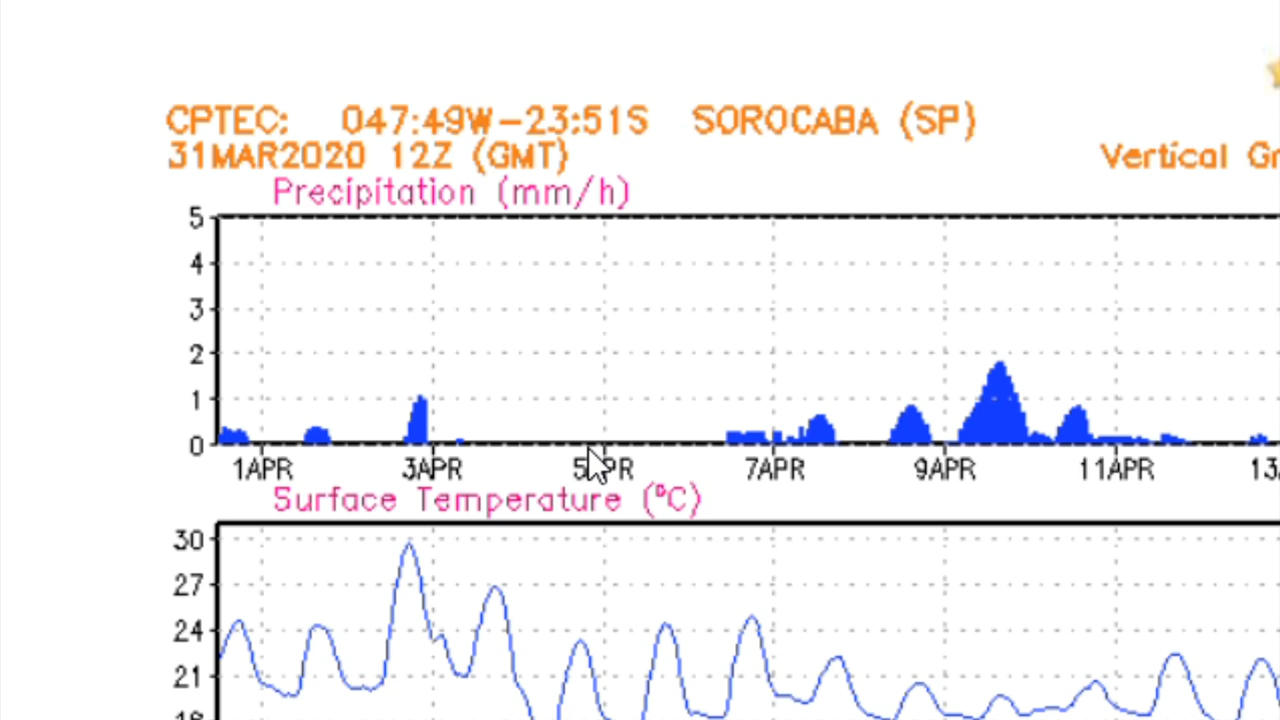 CPTEC: 047:49W-23:51S SOROCABA (SP)
31MAR2020 12Z (GMT)
Vertical
Precipitation (mm/h)
5
4
3
2
1
0
1APR 3APR 7APR 9APR 11APR
Surface Temperature (ºC)
30
27
24
21